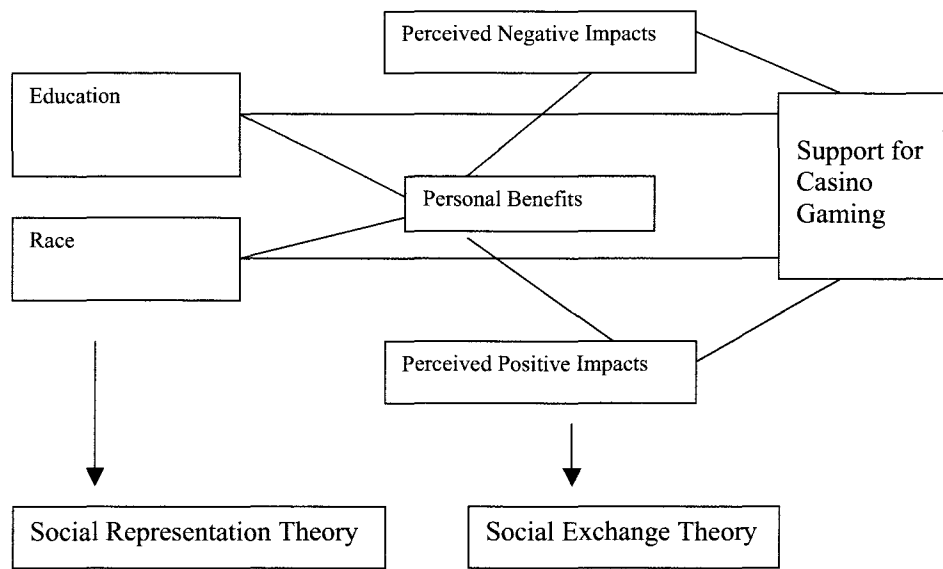 Perceived Negative Impacts
Education
Support for
Casino
Gaming
Personal Benefits
Race
Perceived Positive Impacts
Social Representation Theory
Social Exchange Theory